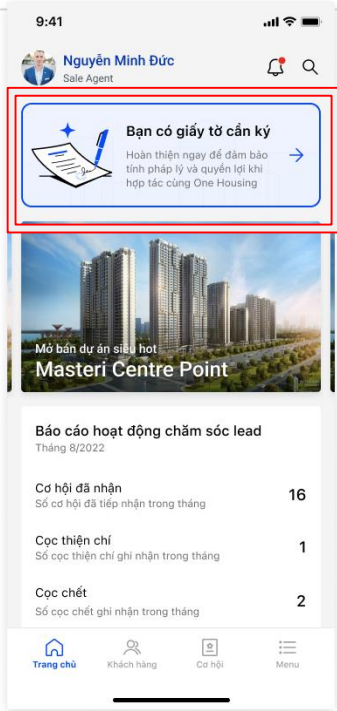 9:41
Nguyễn Minh Đức
Sale Agent
Bạn có giấy tờ cần ký
Hoàn thiện ngay để đảm bảo
tính pháp lý và quyền lợi khi
hợp tác cùng One Housing
Mở bán dự án siêu hot
Masteri Centre Point
Báo cáo hoạt động chăm sóc lead
Tháng 8/2022
Cơ hội đã nhận
16
Số cơ hội đã tiếp nhận trong tháng
Cọc thiện chí
1
Số cọc thiện chí ghi nhận trong tháng
Cọc chết
2
Số cọc chết ghi nhận trong tháng
Trang chủ
Khách hàng
Cơ hội
Menu